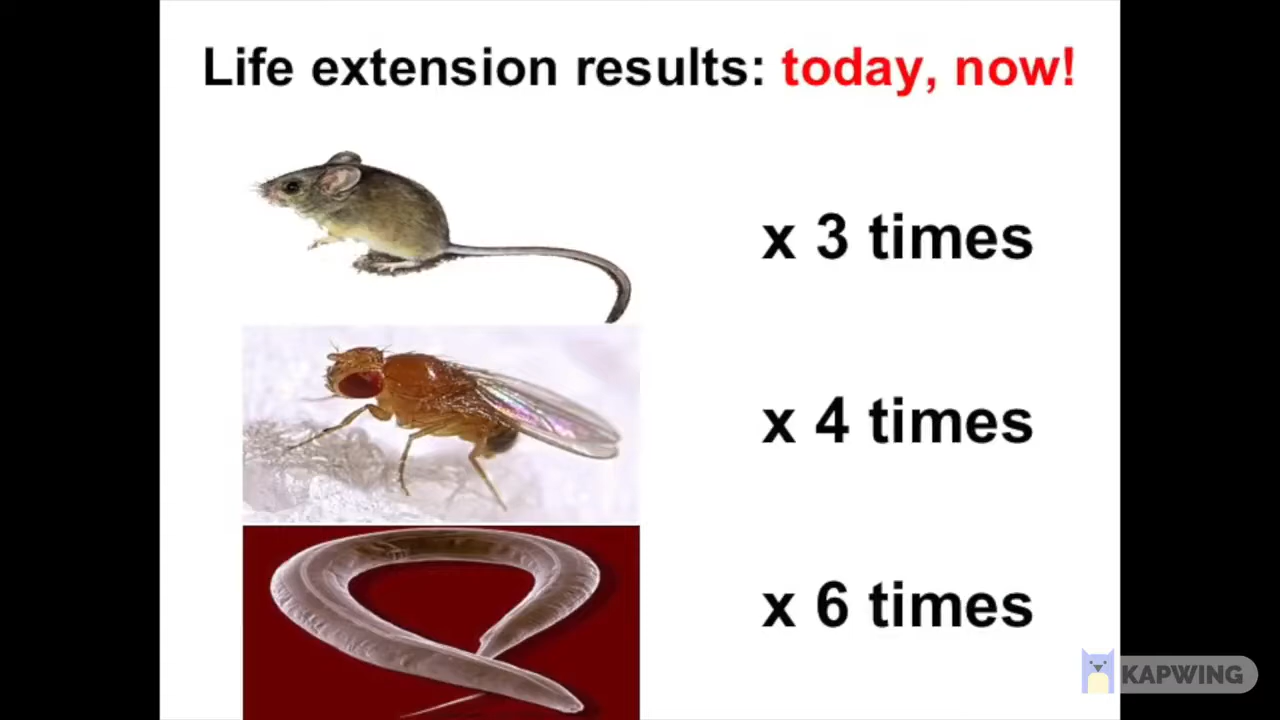 Life extension results: today, now!
x 3 times
x 4 times
x 6 times
KAPWING